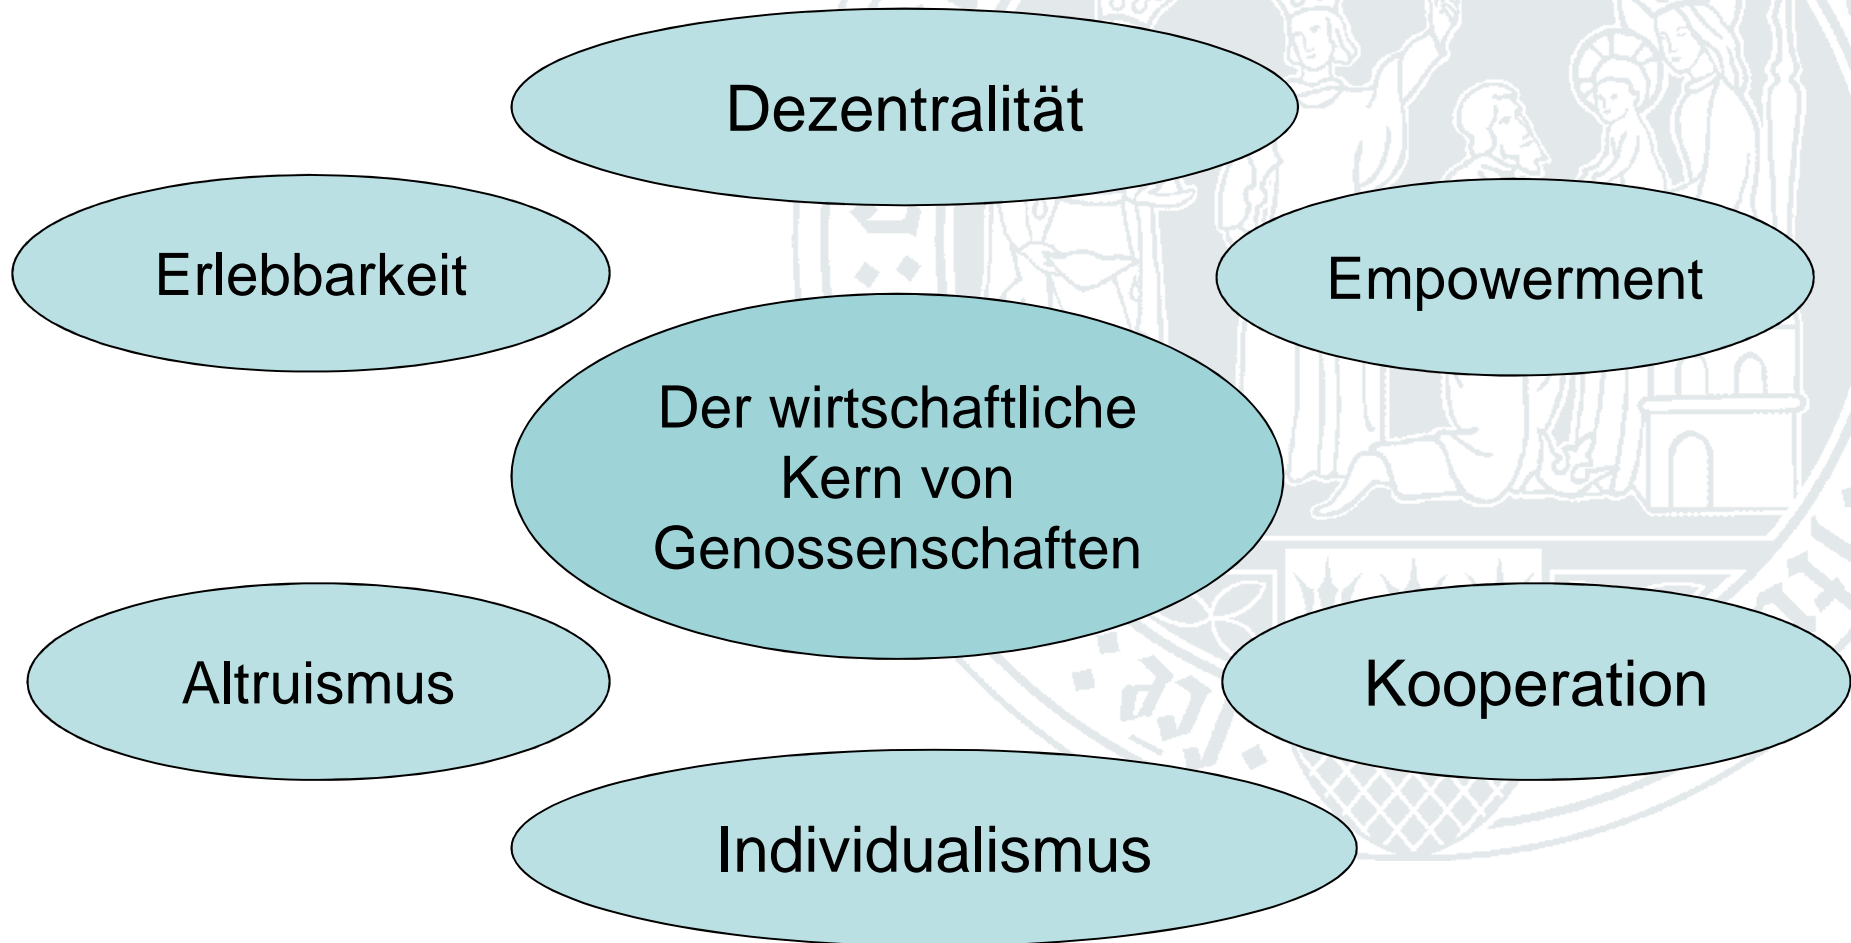 Dezentralität
Erlebbarkeit
Empowerment
Der wirtschaftliche
Kern von
Genossenschaften
Altruismus
Kooperation
Individualismus